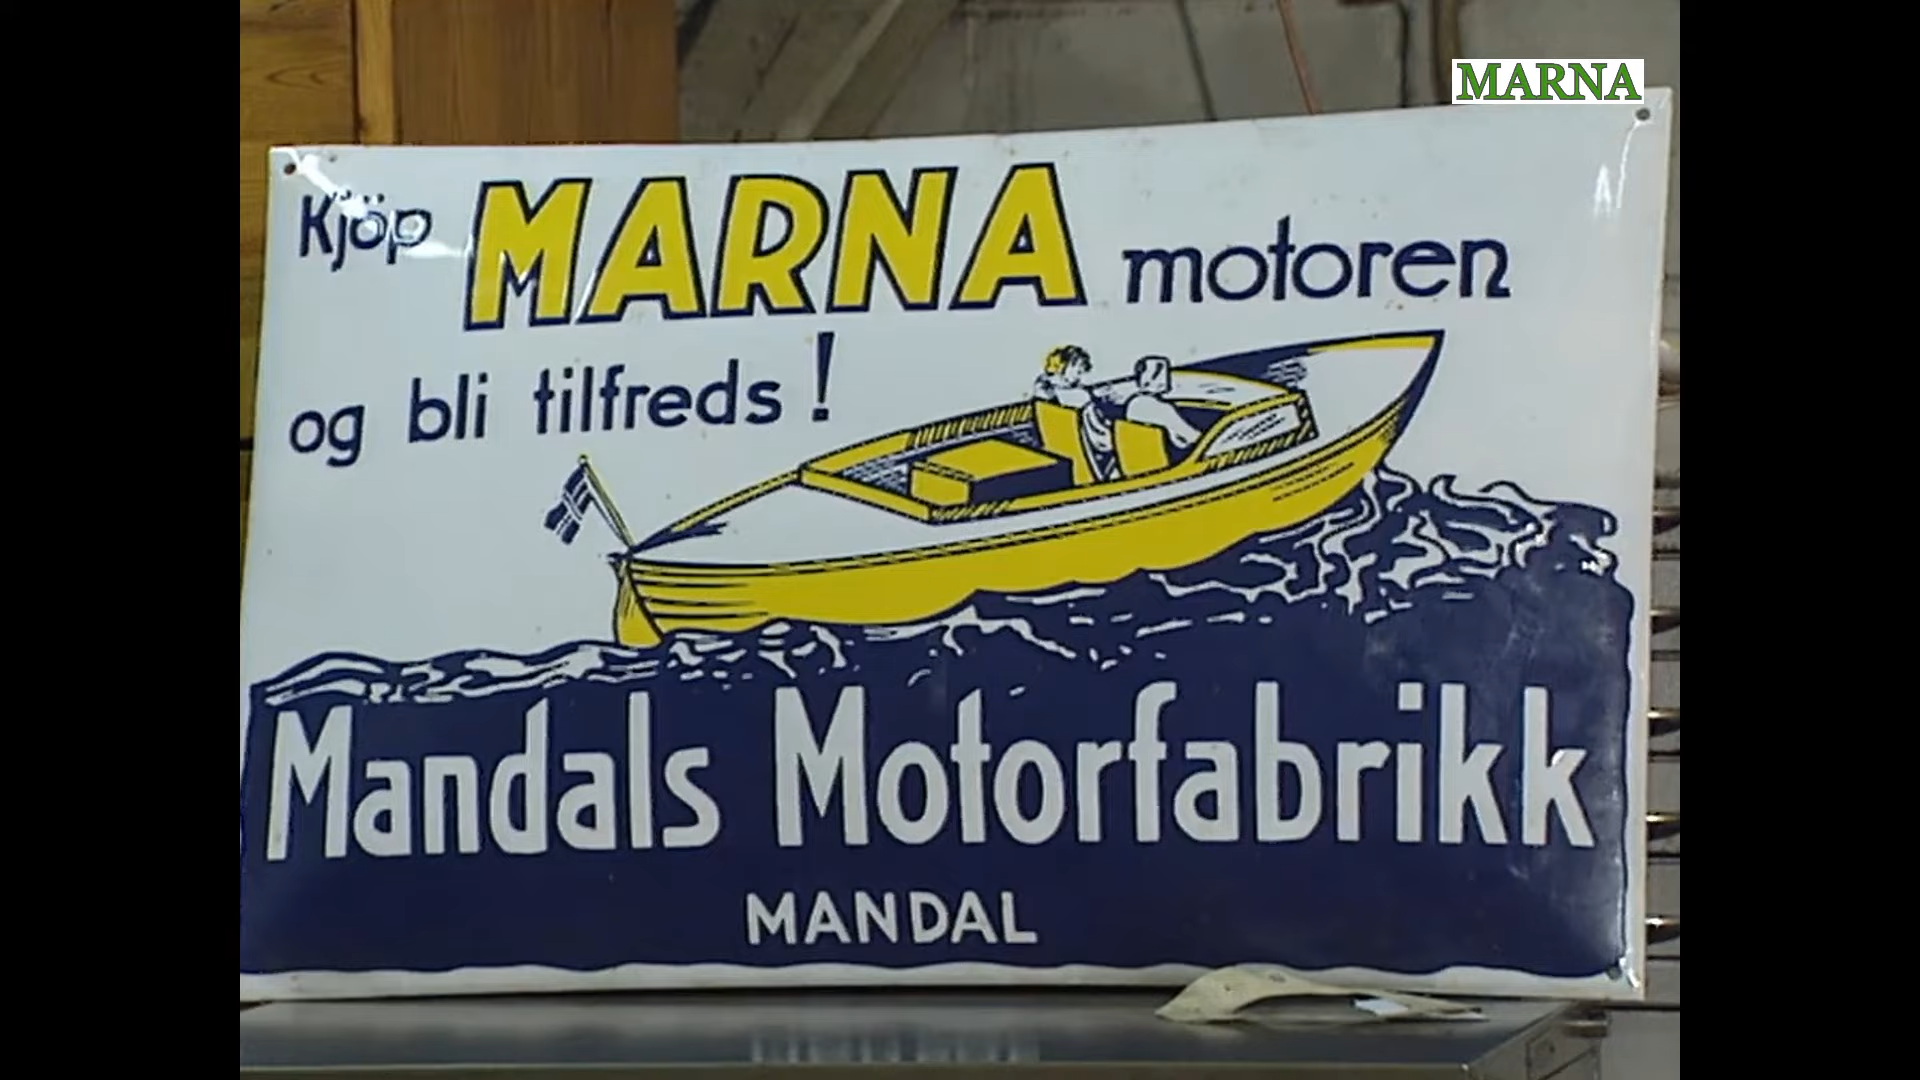 MARNA
Kjöp MARNA motoren
og bli tilfreds!
Mandals Motorfabrikk
MANDAL